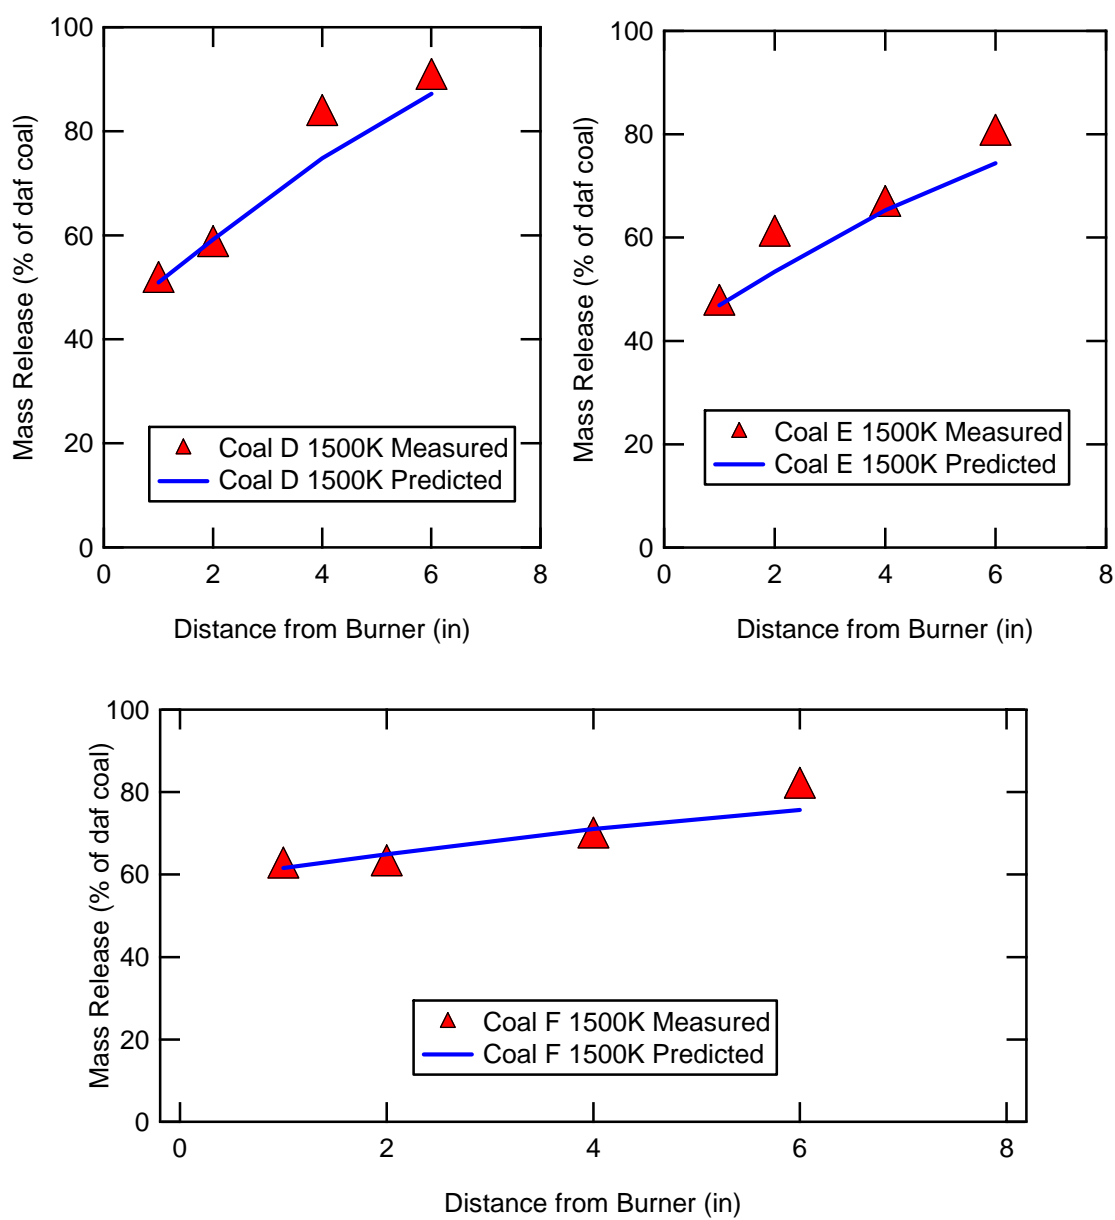 100
80
60
40
20
0
Mass Release (% of daf coal)
Coal D 1500K Measured
Coal D 1500K Predicted
0 2 4 6 8
Distance from Burner (in)
100
80
60
40
20
0
Mass Release (% of daf coal)
Coal E 1500K Measured
Coal E 1500K Predicted
0 2 4 6 8
Distance from Burner (in)
100
80
60
40
20
0
Mass Release (% of daf coal)
Coal F 1500K Measured
Coal F 1500K Predicted
0 2 4 6 8
Distance from Burner (in)